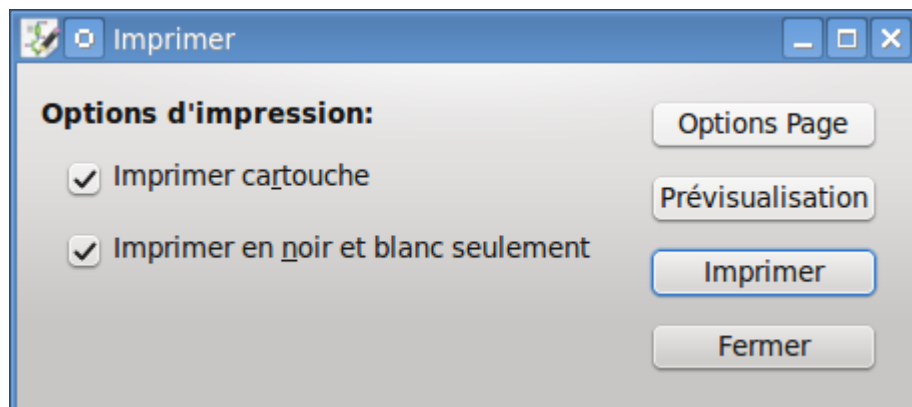 Imprimer
Options d'impression:
Imprimer cartouche
Imprimer en noir et blanc seulement
Options Page
Prévisualisation
Imprimer
Fermer